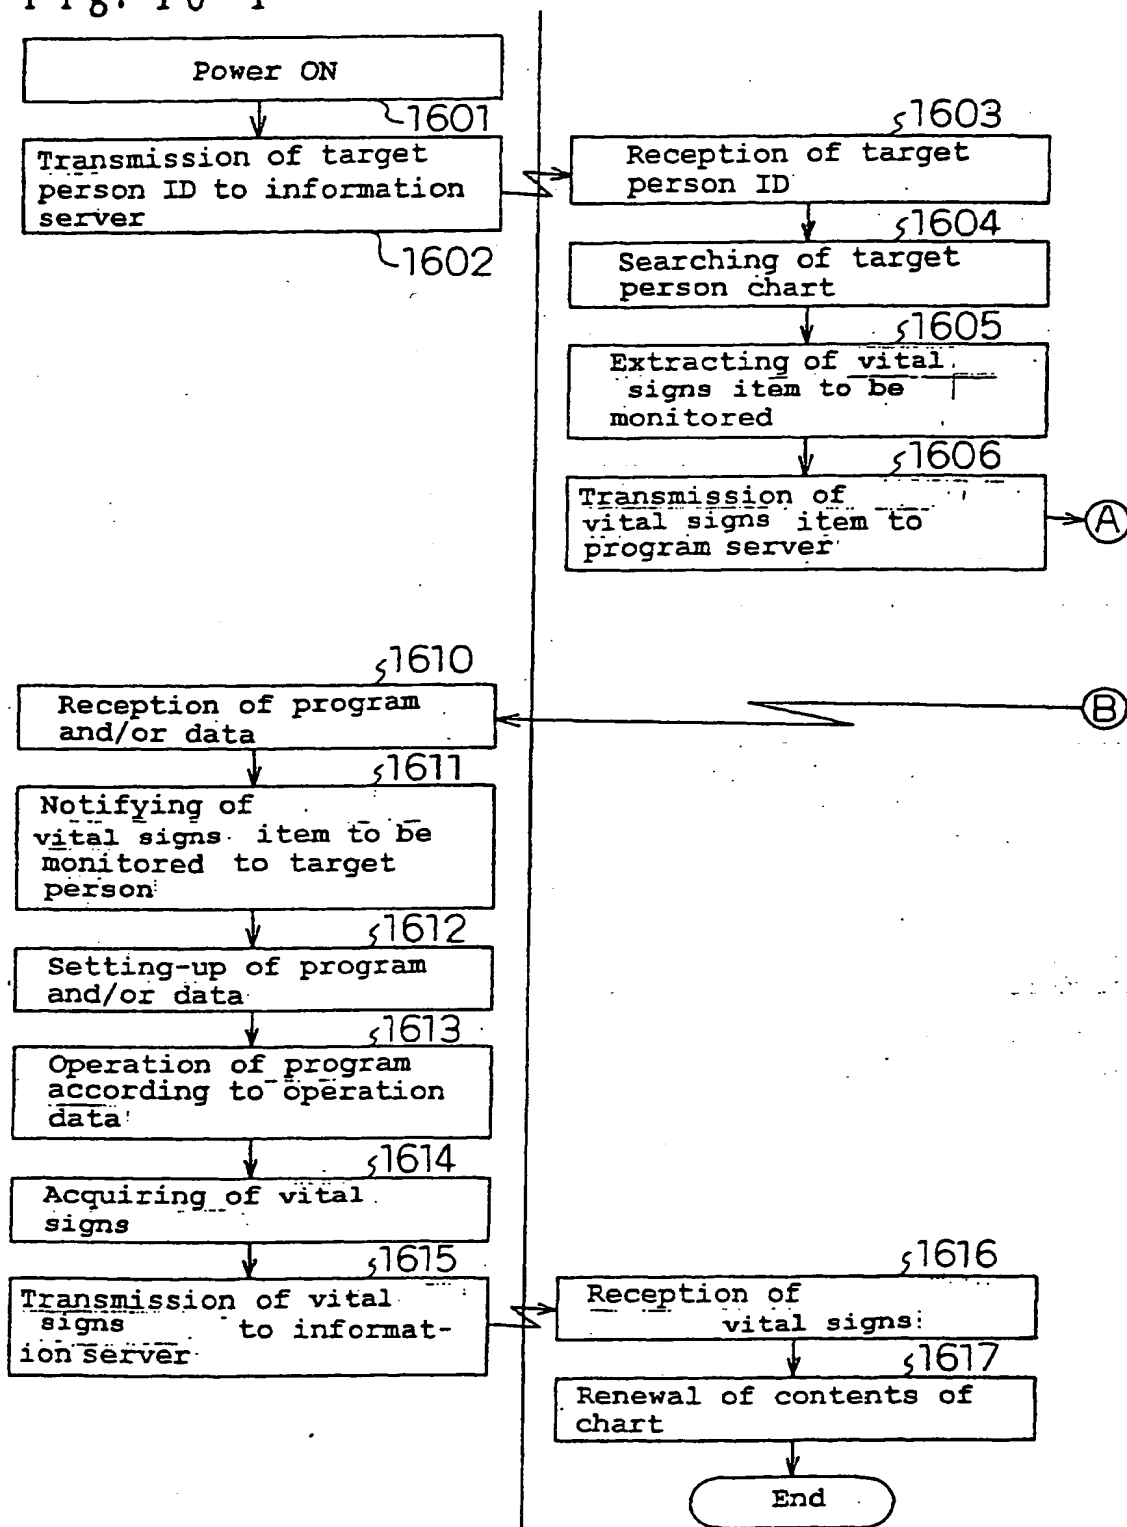 Power ON
1601
Transmission of target
person ID to information
server
1602
1603
Reception of target
person ID
1604
Searching of target
person chart
1605
Extracting of vital
signs item to be
monitored
1606
Transmission of
vital signs item to
program server
A
1610
Reception of program
and/or data
B
1611
Notifying of
vital signs item to be
monitored to target
person
1612
Setting-up of program
and/or data
1613
Operation of program
according to operation
data
1614
Acquiring of vital
signs
1615
Transmission of vital
signs to informat-
ion server
1616
Reception of
vital signs
1617
Renewal of contents of
chart
End